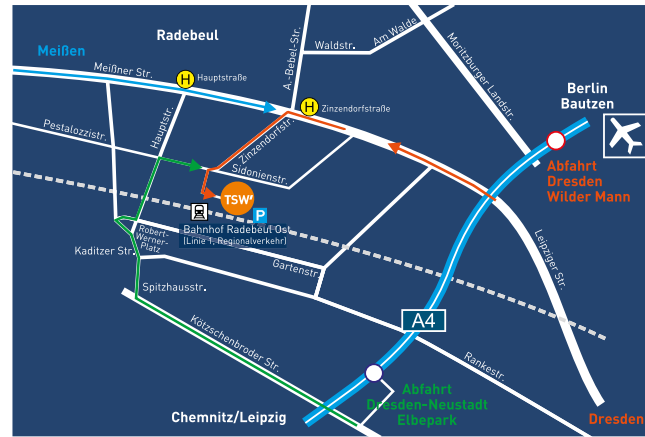 Radebeul
Meißen
Meißner Str.
H
Hauptstraße
A.-Bebel-Str.
Waldstr.
Am Walde
Moritzburger
Landstr.
Berlin
Bautzen
H
Zinzendorfstraße
Pestalozzistr.
Hauptstr.
Zinzendorfstr.
Sidonienstr.
Abfahrt
Dresden
Wilder Mann
TSW
P
Bahnhof Radebeul Ost
(Linie 1, Regionalverkehr)
Robert-
Werner-
Platz
Kaditzer Str.
Gartenstr.
Leipziger Str.
Spitzhausstr.
Kötzschenbroder Str.
A4
Rankestr.
Abfahrt
Dresden-Neustadt
Elbepark
Chemnitz/Leipzig
Dresden